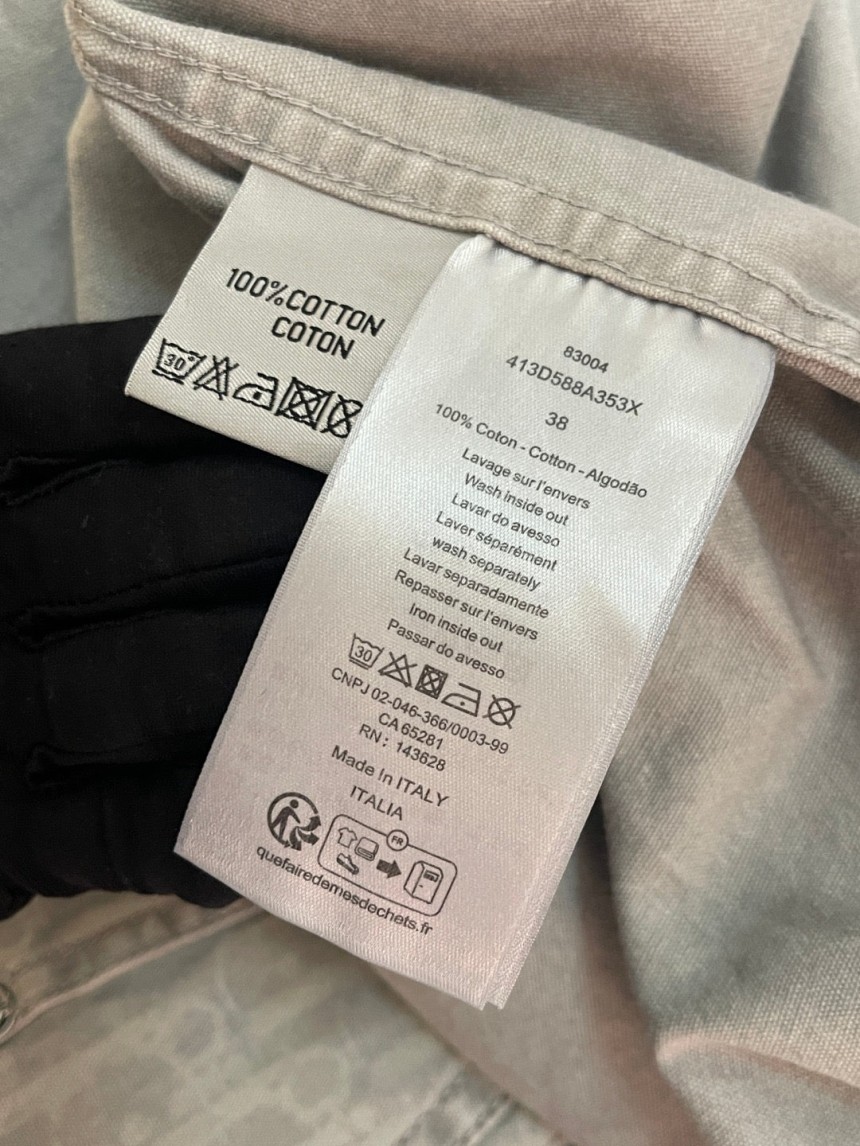 100% COTTON
COTON
30°
83004
413D588A353X
38
100% Coton - Cotton - Algodão
Lavage sur l'envers
Wash inside out
Lavar do avesso
Laver séparément
wash separately
Lavar separadamente
Repasser sur l'envers
Iron inside out
Passar do avesso
30
CNPJ 02-046-366/0003-99
CA 65281
RN : 143628
Made In ITALY
ITALIA
FR
quefairedemesdechets.fr